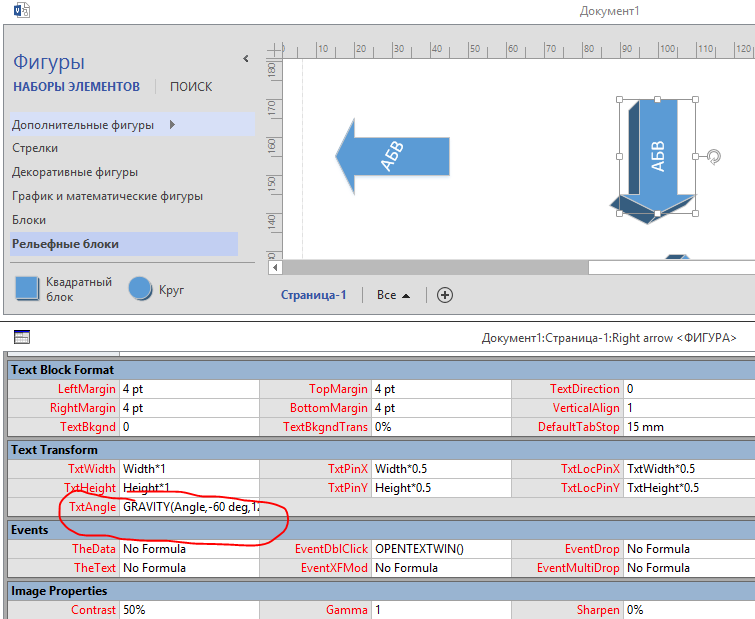 Документ1
Фигуры
НАБОРЫ ЭЛЕМЕНТОВ ПОИСК
Дополнительные фигуры
Стрелки
Декоративные фигуры
График и математические фигуры
Блоки
Рельефные блоки
Квадратный блок
Круг
10 20 30 40 50 60 70 80 90 100 110 120
180
170
160
150
140
АБВ
АБВ
Страница-1 Все
Документ1:Страница-1:Right arrow <ФИГУРА>
Text Block Format
LeftMargin 4 pt TopMargin 4 pt TextDirection 0
RightMargin 4 pt BottomMargin 4 pt VerticalAlign 1
TextBkgnd 0 TextBkgndTrans 0% DefaultTabStop 15 mm
Text Transform
TxtWidth Width*1 TxtPinX Width*0.5 TxtLocPinX TxtWidth*0.5
TxtHeight Height*1 TxtPinY Height*0.5 TxtLocPinY TxtHeight*0.5
TxtAngle GRAVITY(Angle,-60 deg,12
Events
TheData No Formula EventDblClick OPENTEXTWIN() EventDrop No Formula
TheText No Formula EventXFMod No Formula EventMultiDrop No Formula
Image Properties
Contrast 50% Gamma 1 Sharpen 0%